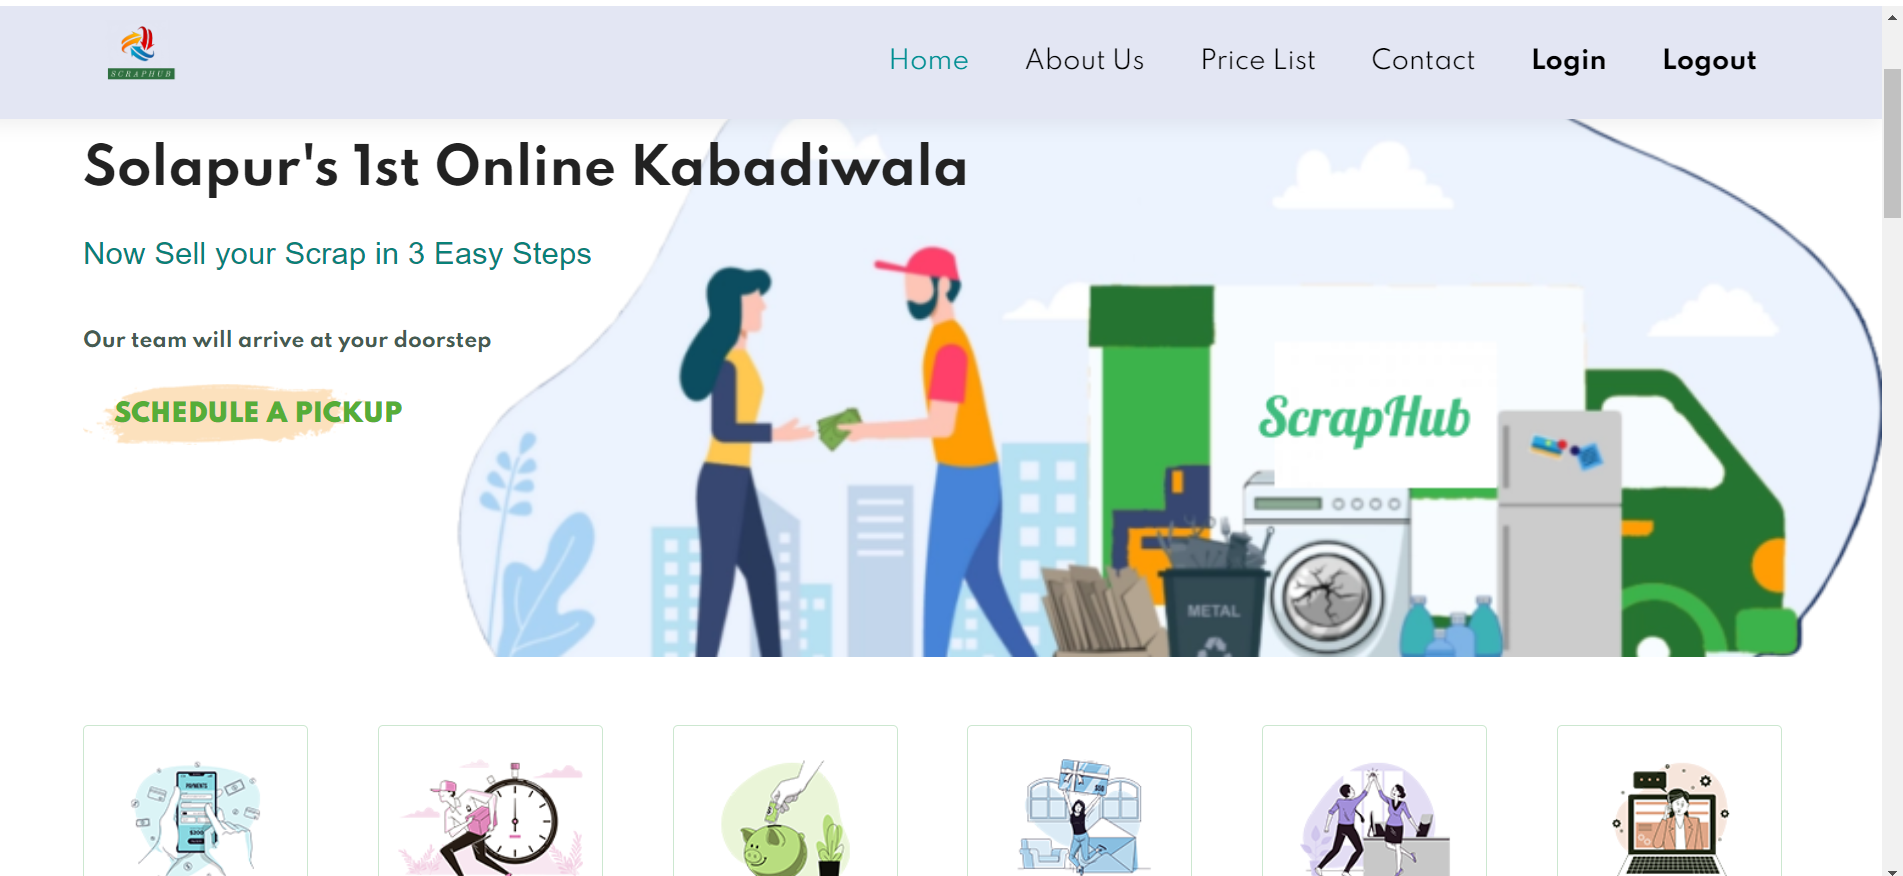 SCRAPHUB
Home About Us Price List Contact Login Logout
Solapur's 1st Online Kabadiwala
Now Sell your Scrap in 3 Easy Steps
Our team will arrive at your doorstep
SCHEDULE A PICKUP
ScrapHub
METAL
PAYMENTS
$200
$50